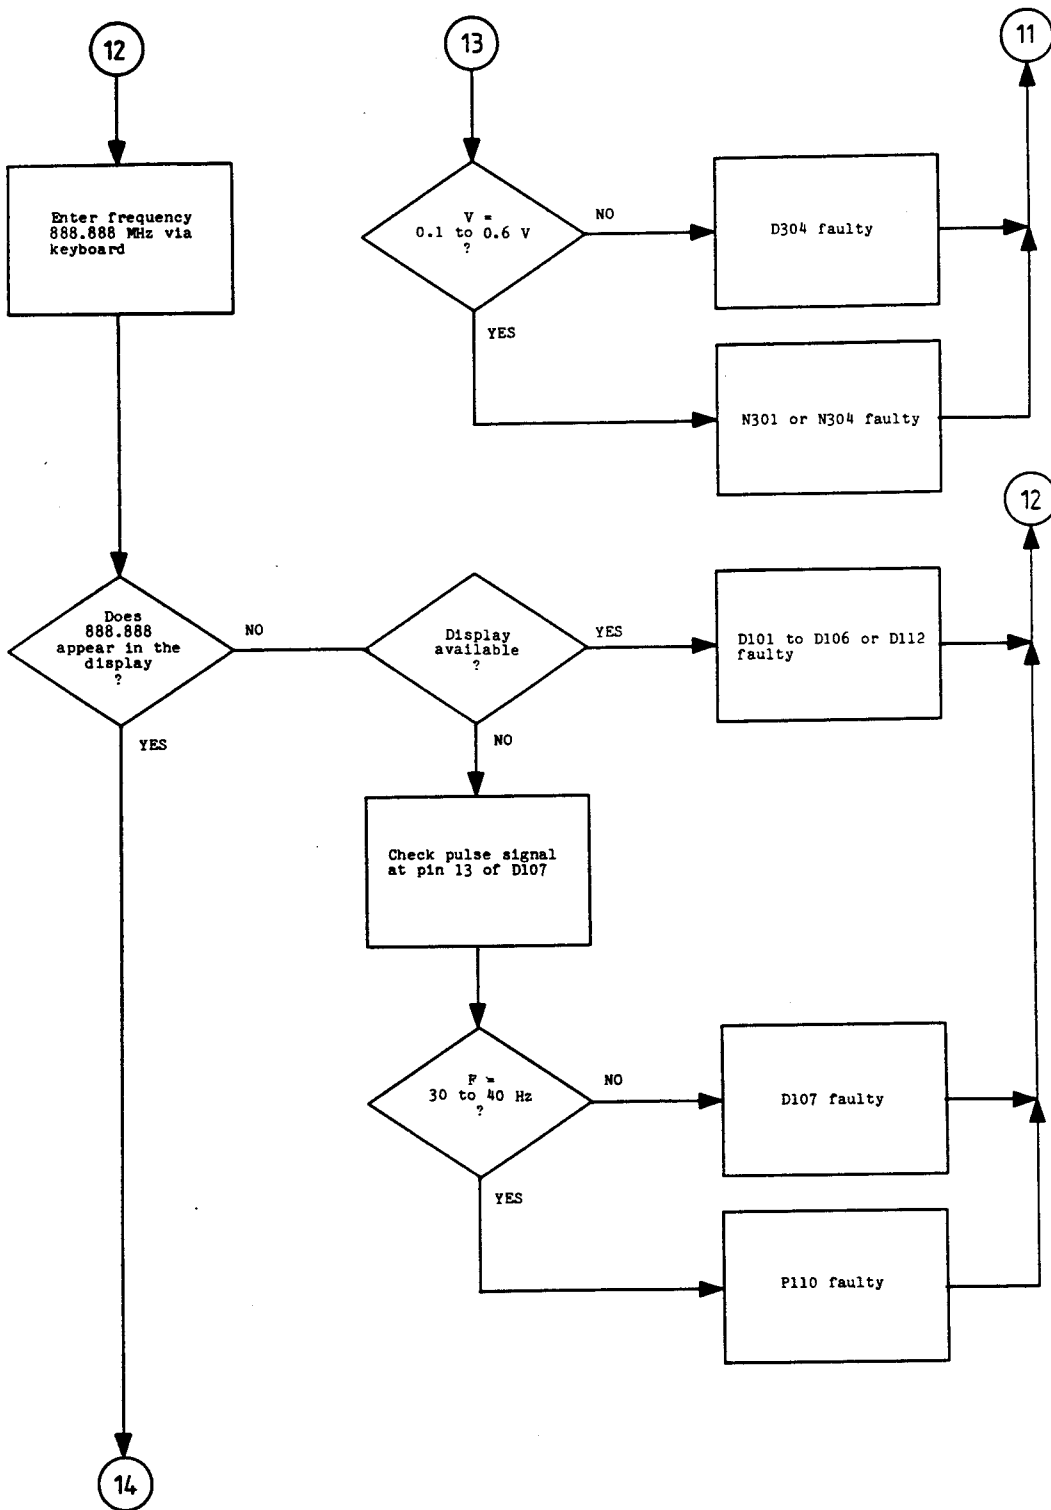 12
13
11
Enter frequency
888.888 MHz via
keyboard
V =
0.1 to 0.6 V
?
NO
D304 faulty
YES
N301 or N304 faulty
12
Does
888.888
appear in the
display
?
NO
Display
available
?
YES
D101 to D106 or D112
faulty
YES
NO
Check pulse signal
at pin 13 of D107
F =
30 to 40 Hz
?
NO
D107 faulty
YES
P110 faulty
14